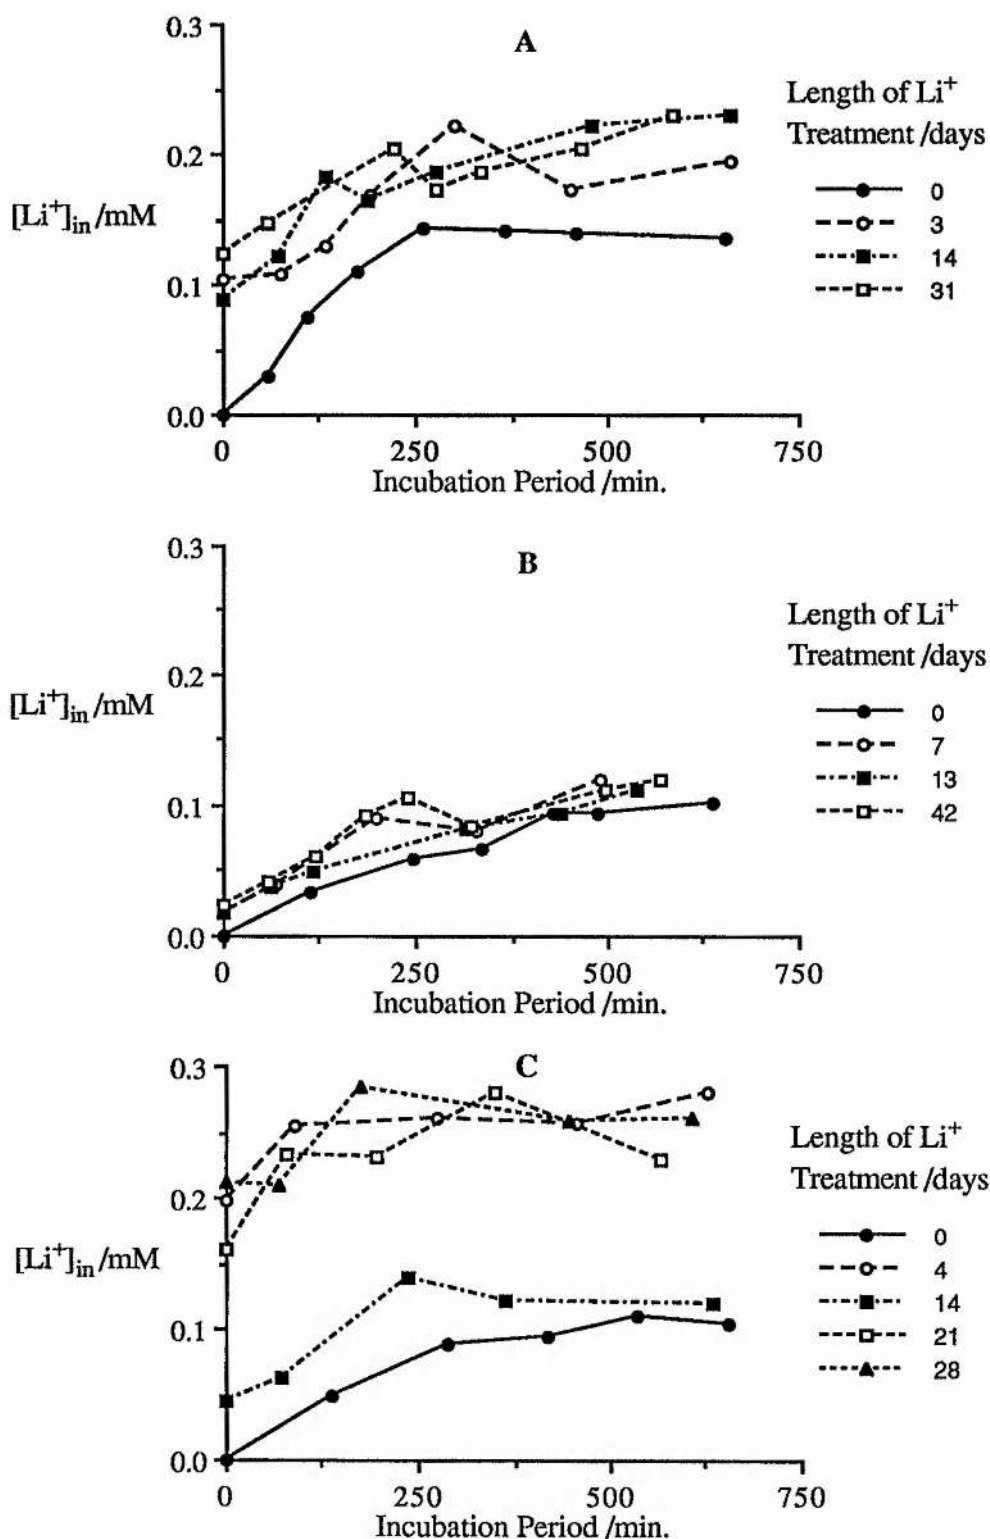 A
0.3
0.2
0.1
0.0
[Li⁺]in /mM
0 250 500 750
Incubation Period /min.
Length of Li⁺
Treatment /days
0
3
14
31
B
0.3
0.2
0.1
0.0
[Li⁺]in /mM
0 250 500 750
Incubation Period /min.
Length of Li⁺
Treatment /days
0
7
13
42
C
0.3
0.2
0.1
0.0
[Li⁺]in /mM
0 250 500 750
Incubation Period /min.
Length of Li⁺
Treatment /days
0
4
14
21
28